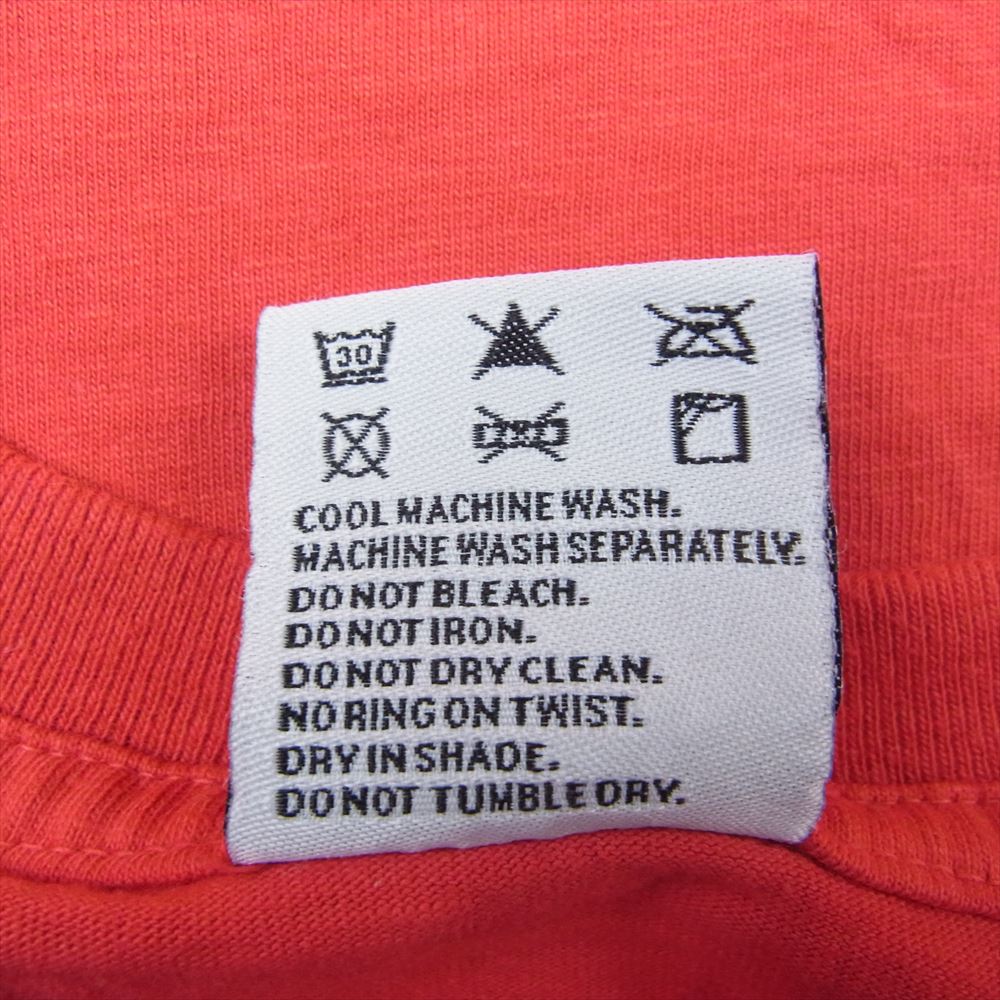 30
COOL MACHINE WASH.
MACHINE WASH SEPARATELY.
DO NOT BLEACH.
DO NOT IRON.
DO NOT DRY CLEAN.
NO RING ON TWIST.
DRY IN SHADE.
DO NOT TUMBLE DRY.